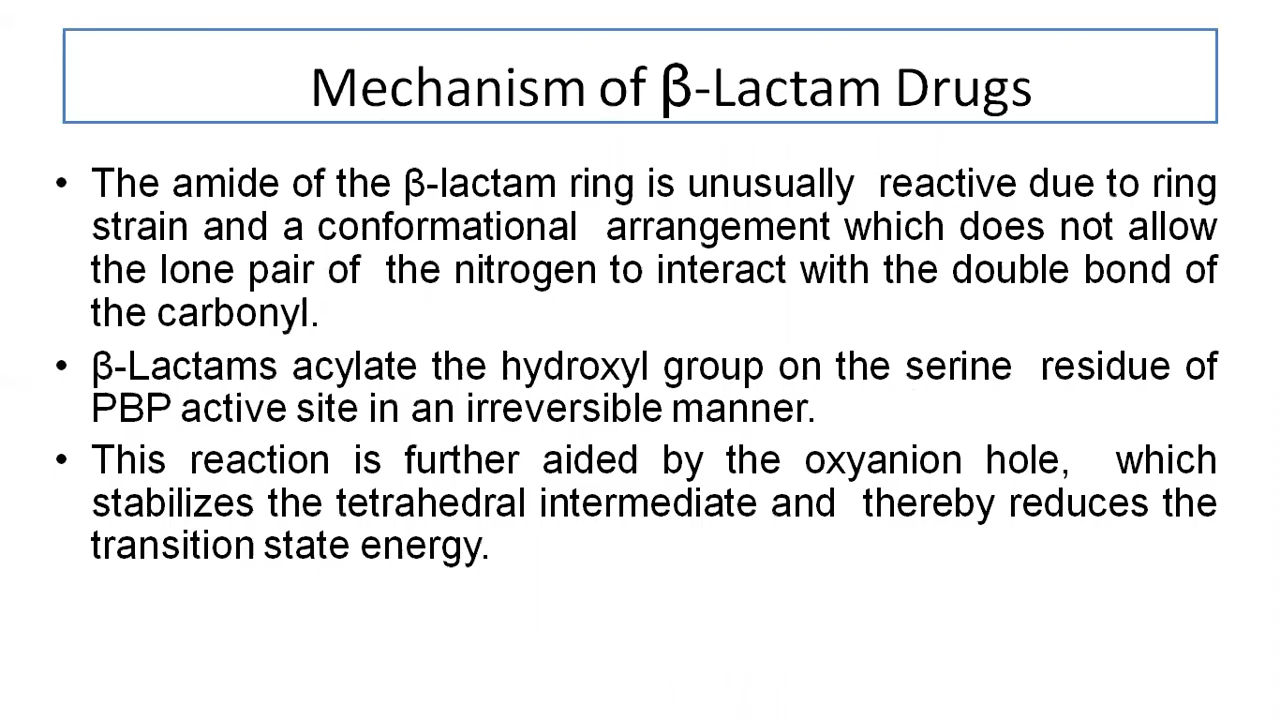 Mechanism of β-Lactam Drugs
• The amide of the β-lactam ring is unusually reactive due to ring
strain and a conformational arrangement which does not allow
the lone pair of the nitrogen to interact with the double bond of
the carbonyl.
• β-Lactams acylate the hydroxyl group on the serine residue of
PBP active site in an irreversible manner.
• This reaction is further aided by the oxyanion hole, which
stabilizes the tetrahedral intermediate and thereby reduces the
transition state energy.